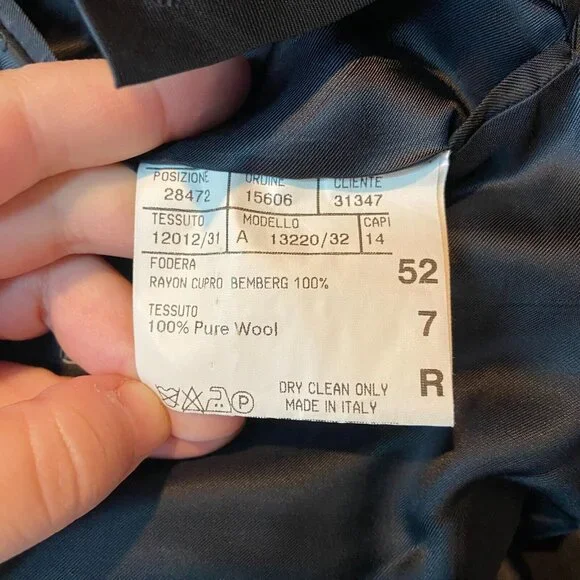 POSIZIONE ORDINE CLIENTE
28472 15606 31347
TESSUTO MODELLO CAPI
12012/31 A 13220/32 14
FODERA
RAYON CUPRO BEMBERG 100%
52
TESSUTO
100% Pure Wool
7
R
P
DRY CLEAN ONLY
MADE IN ITALY